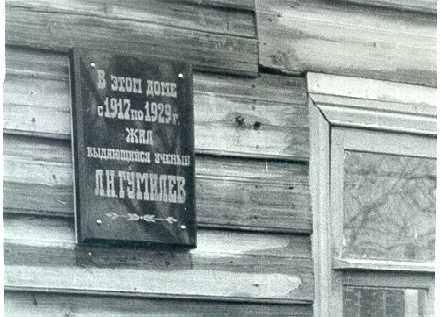 В ЭТОМ ДОМЕ
с 1917 по 1929 г.
ЖИЛ
ВЫДАЮЩИЙСЯ УЧЕНЫЙ
Л.Н.ГУМИЛЕВ